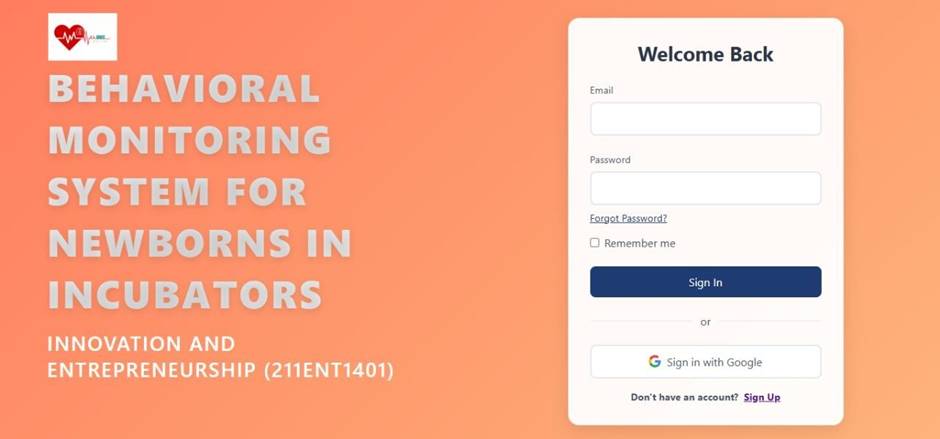 BEHAVIORAL
MONITORING
SYSTEM FOR
NEWBORNS IN
INCUBATORS
INNOVATION AND
ENTREPRENEURSHIP (211ENT1401)
Welcome Back
Email
Password
Forgot Password?
Remember me
Sign In
or
Sign in with Google
Don't have an account? Sign Up